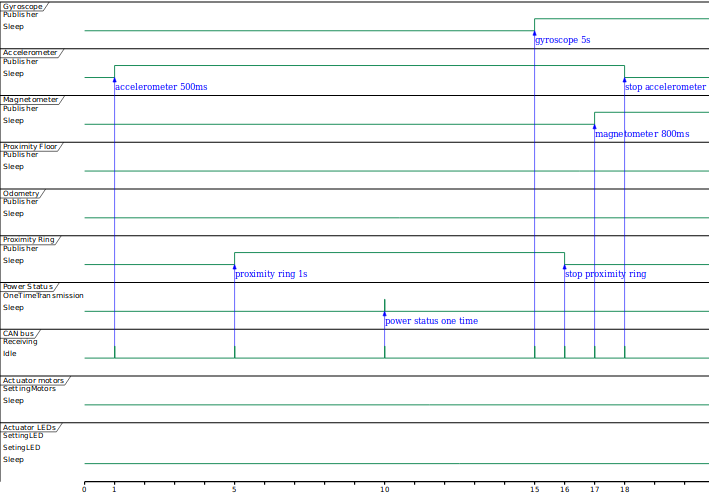 Gyroscope
Publisher
Sleep
gyroscope 5s
Accelerometer
Publisher
Sleep
accelerometer 500ms
stop accelerometer
Magnetometer
Publisher
Sleep
magnetometer 800ms
Proximity Floor
Publisher
Sleep
Odometry
Publisher
Sleep
Proximity Ring
Publisher
Sleep
proximity ring 1s
stop proximity ring
Power Status
OneTimeTransmission
Sleep
power status one time
CAN bus
Receiving
Idle
Actuator motors
SettingMotors
Sleep
Actuator LEDs
SettingLED
SetingLED
Sleep
0 1 5 10 15 16 17 18